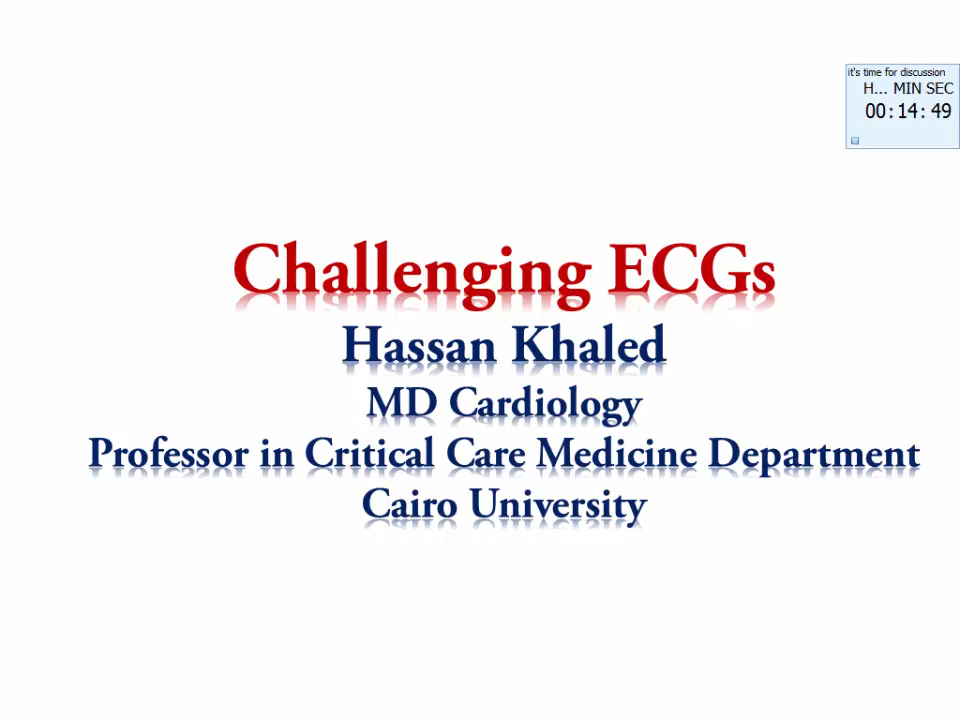 it's time for discussion
H... MIN SEC
00:14:49
Challenging ECGs
Hassan Khaled
MD Cardiology
Professor in Critical Care Medicine Department
Cairo University